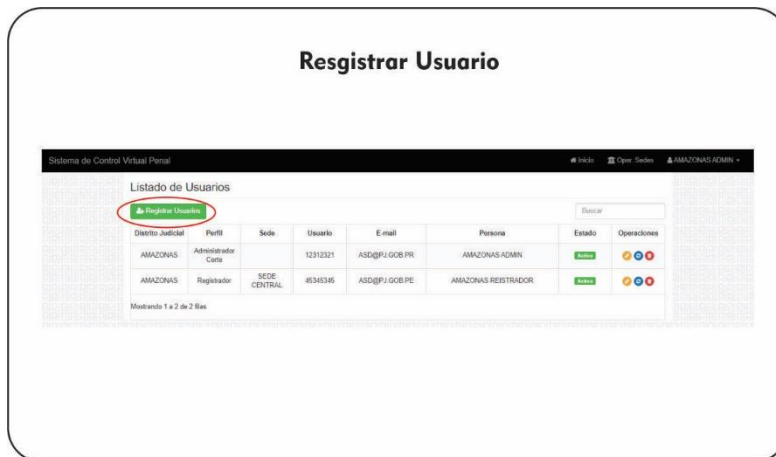 Resgistrar Usuario
Sistema de Control Virtual Penal Inicio Oper. Sedes AMAZONAS ADMIN
Listado de Usuarios
Registrar Usuarios Buscar
Distrito Judicial Perfil Sede Usuario E-mail Persona Estado Operaciones
AMAZONAS Administrador Corte 12312321 ASD@PJ.GOB.PR AMAZONAS ADMIN Activo
AMAZONAS Registrador SEDE CENTRAL 45345345 ASD@PJ.GOB.PE AMAZONAS REISTRADOR Activo
Mostrando 1 a 2 de 2 filas